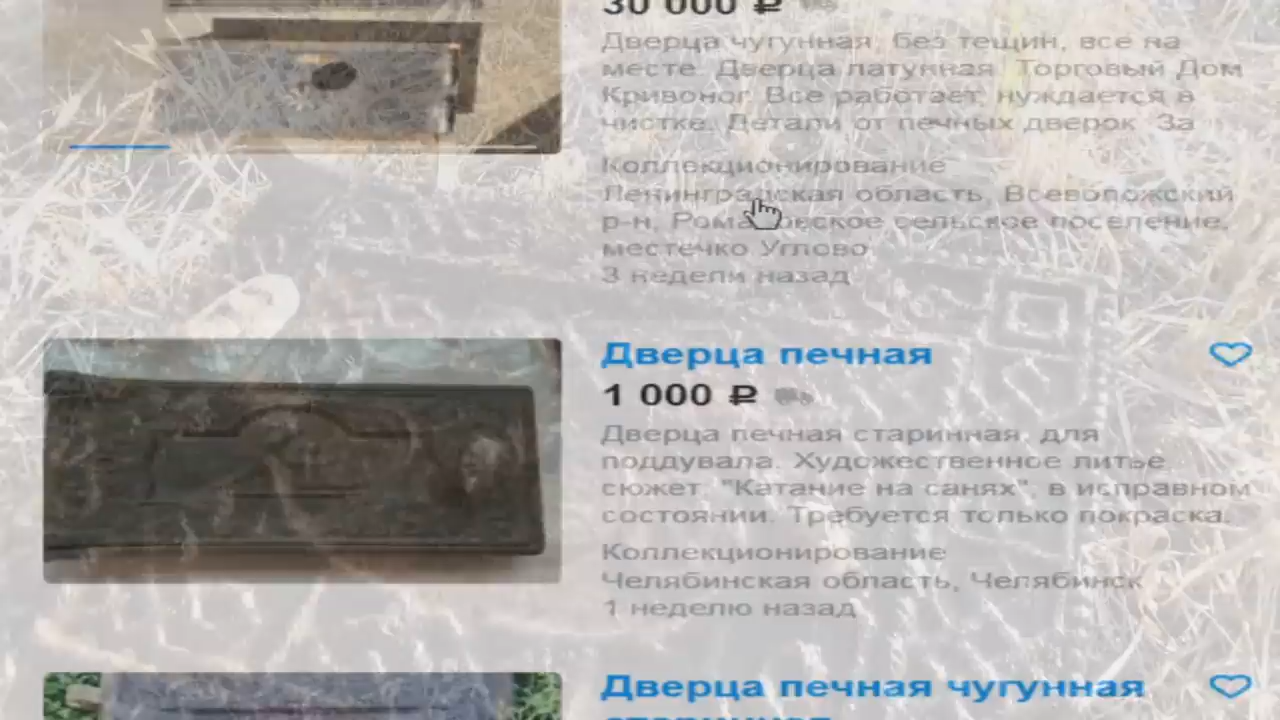 30 000 ₽
Дверца чугунная, без тещин, все на
месте. Дверца латунная. Торговый Дом
Кривоног. Все работает, нуждается в
чистке. Детали от печных дверок. За
Коллекционирование
Ленинградская область, Всеволожский
р-н, Романовское сельское поселение,
местечко Углово
3 недели назад
Дверца печная
1 000 ₽
Дверца печная старинная, для
поддувала. Художественное литье
сюжет "Катание на санях", в исправном
состоянии. Требуется только покраска.
Коллекционирование
Челябинская область, Челябинск
1 неделю назад
Дверца печная чугунная
старинная